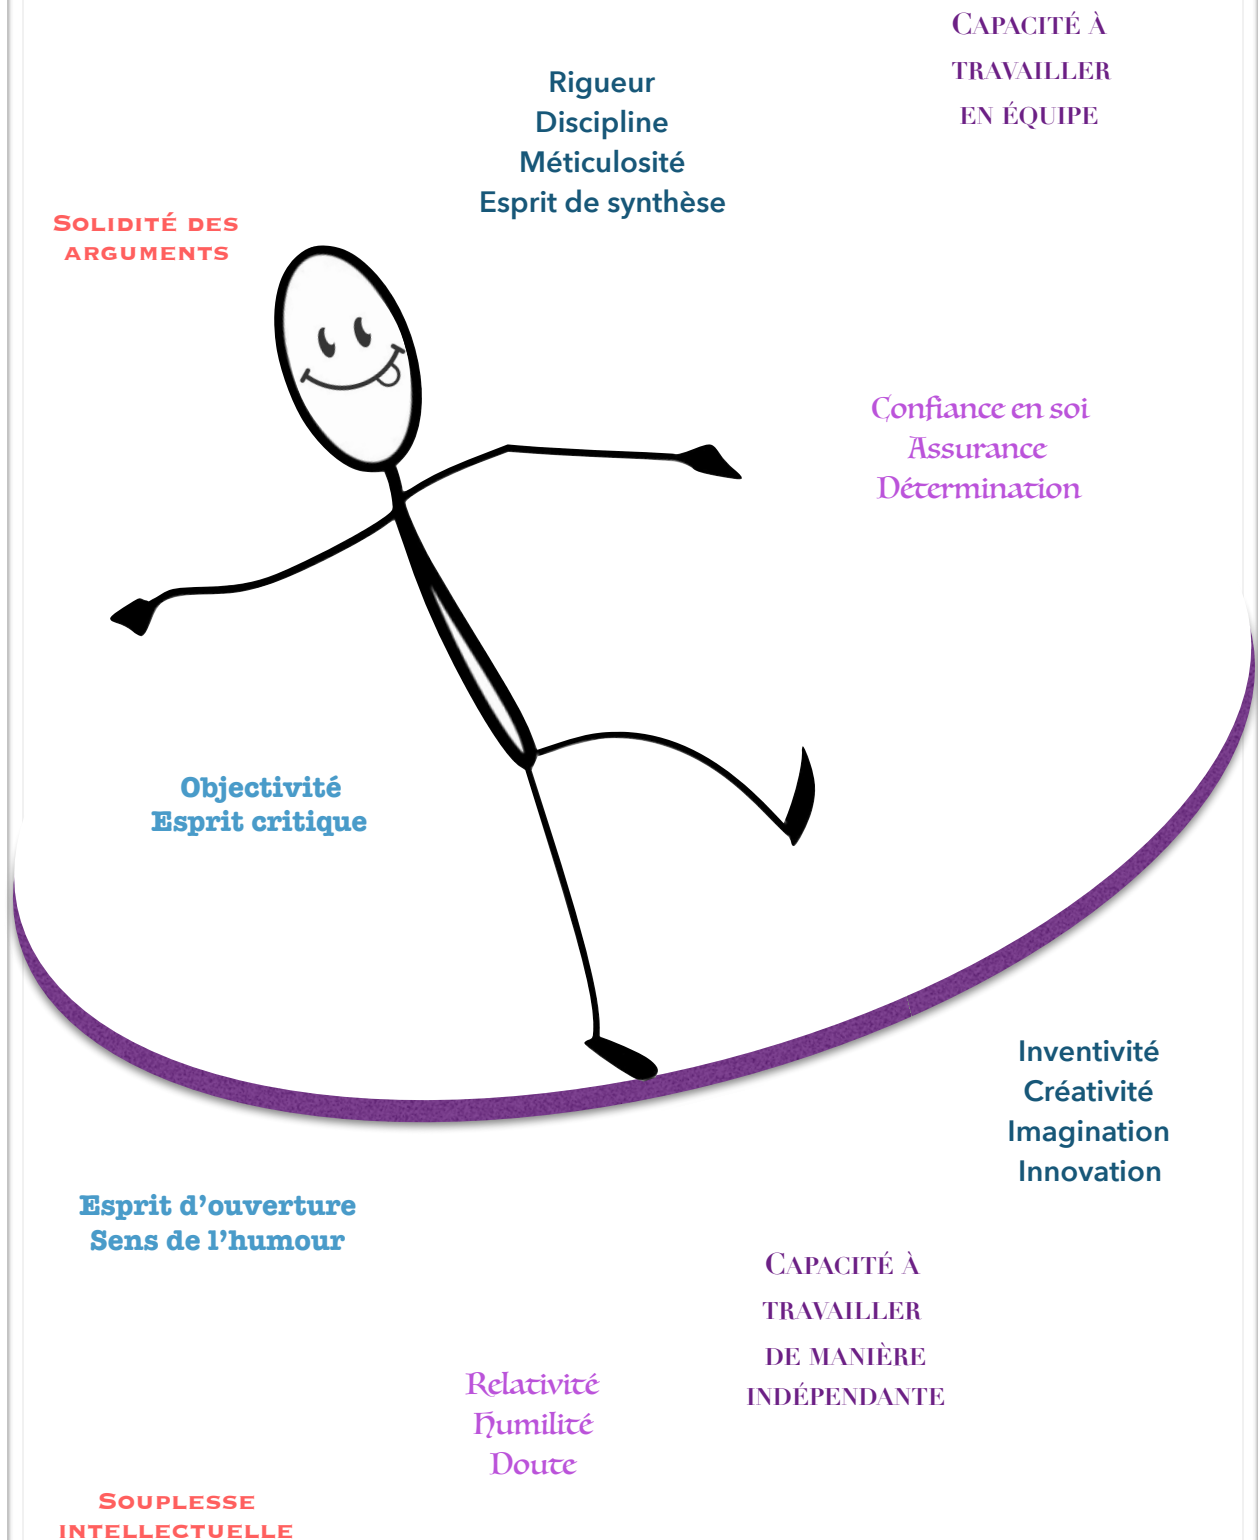 Capacité à
travailler
en équipe
Rigueur
Discipline
Méticulosité
Esprit de synthèse
Solidité des
arguments
Confiance en soi
Assurance
Détermination
Objectivité
Esprit critique
Inventivité
Créativité
Imagination
Innovation
Esprit d’ouverture
Sens de l’humour
Capacité à
travailler
de manière
indépendante
Relativité
Humilité
Doute
Souplesse
intellectuelle